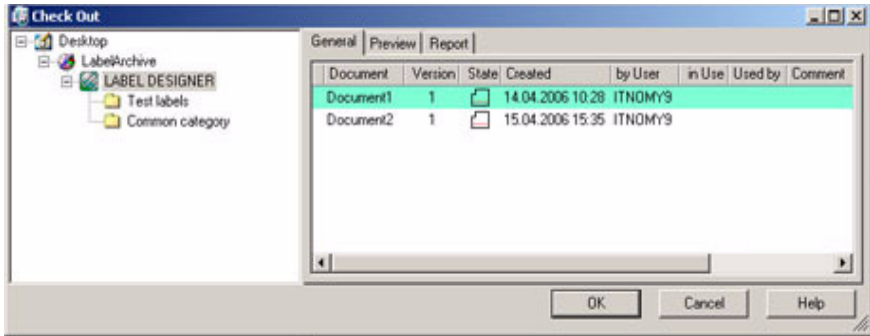 Check Out
Desktop
LabelArchive
LABEL DESIGNER
Test labels
Common category
General Preview Report
Document Version State Created by User in Use Used by Comment
Document1 1 14.04.2006 10:28 ITNOMY9
Document2 1 15.04.2006 15:35 ITNOMY9
OK Cancel Help